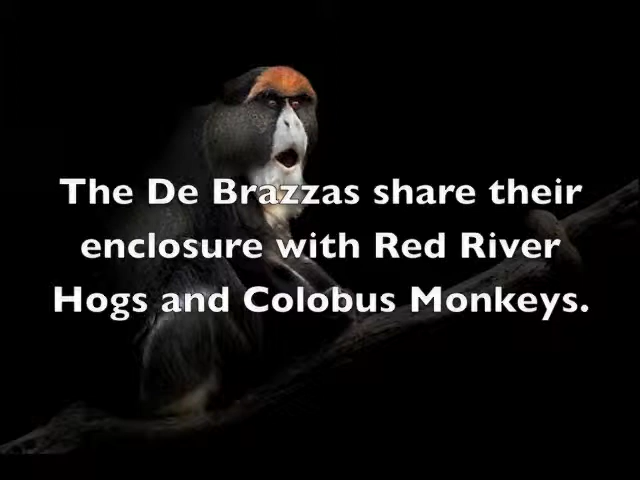 The De Brazzas share their
enclosure with Red River
Hogs and Colobus Monkeys.